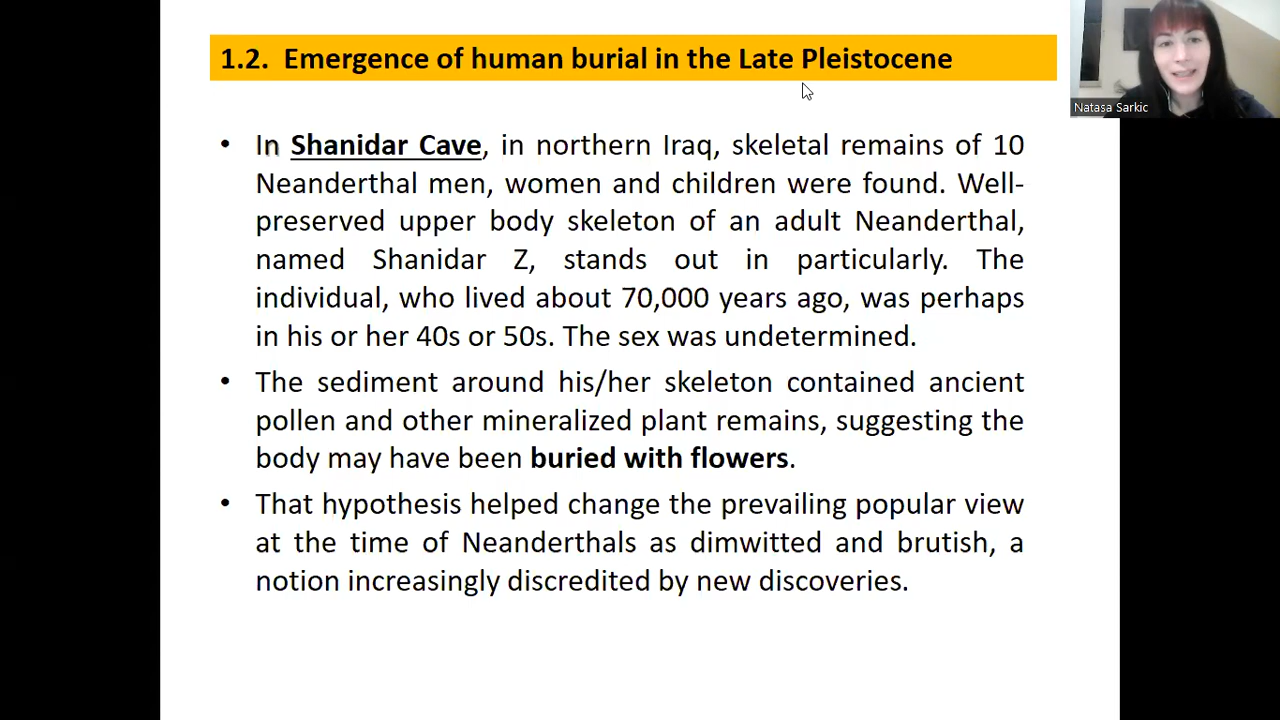 1.2. Emergence of human burial in the Late Pleistocene
Natasa Sarkic
• In Shanidar Cave, in northern Iraq, skeletal remains of 10
Neanderthal men, women and children were found. Well-
preserved upper body skeleton of an adult Neanderthal,
named Shanidar Z, stands out in particularly. The
individual, who lived about 70,000 years ago, was perhaps
in his or her 40s or 50s. The sex was undetermined.
• The sediment around his/her skeleton contained ancient
pollen and other mineralized plant remains, suggesting the
body may have been buried with flowers.
• That hypothesis helped change the prevailing popular view
at the time of Neanderthals as dimwitted and brutish, a
notion increasingly discredited by new discoveries.